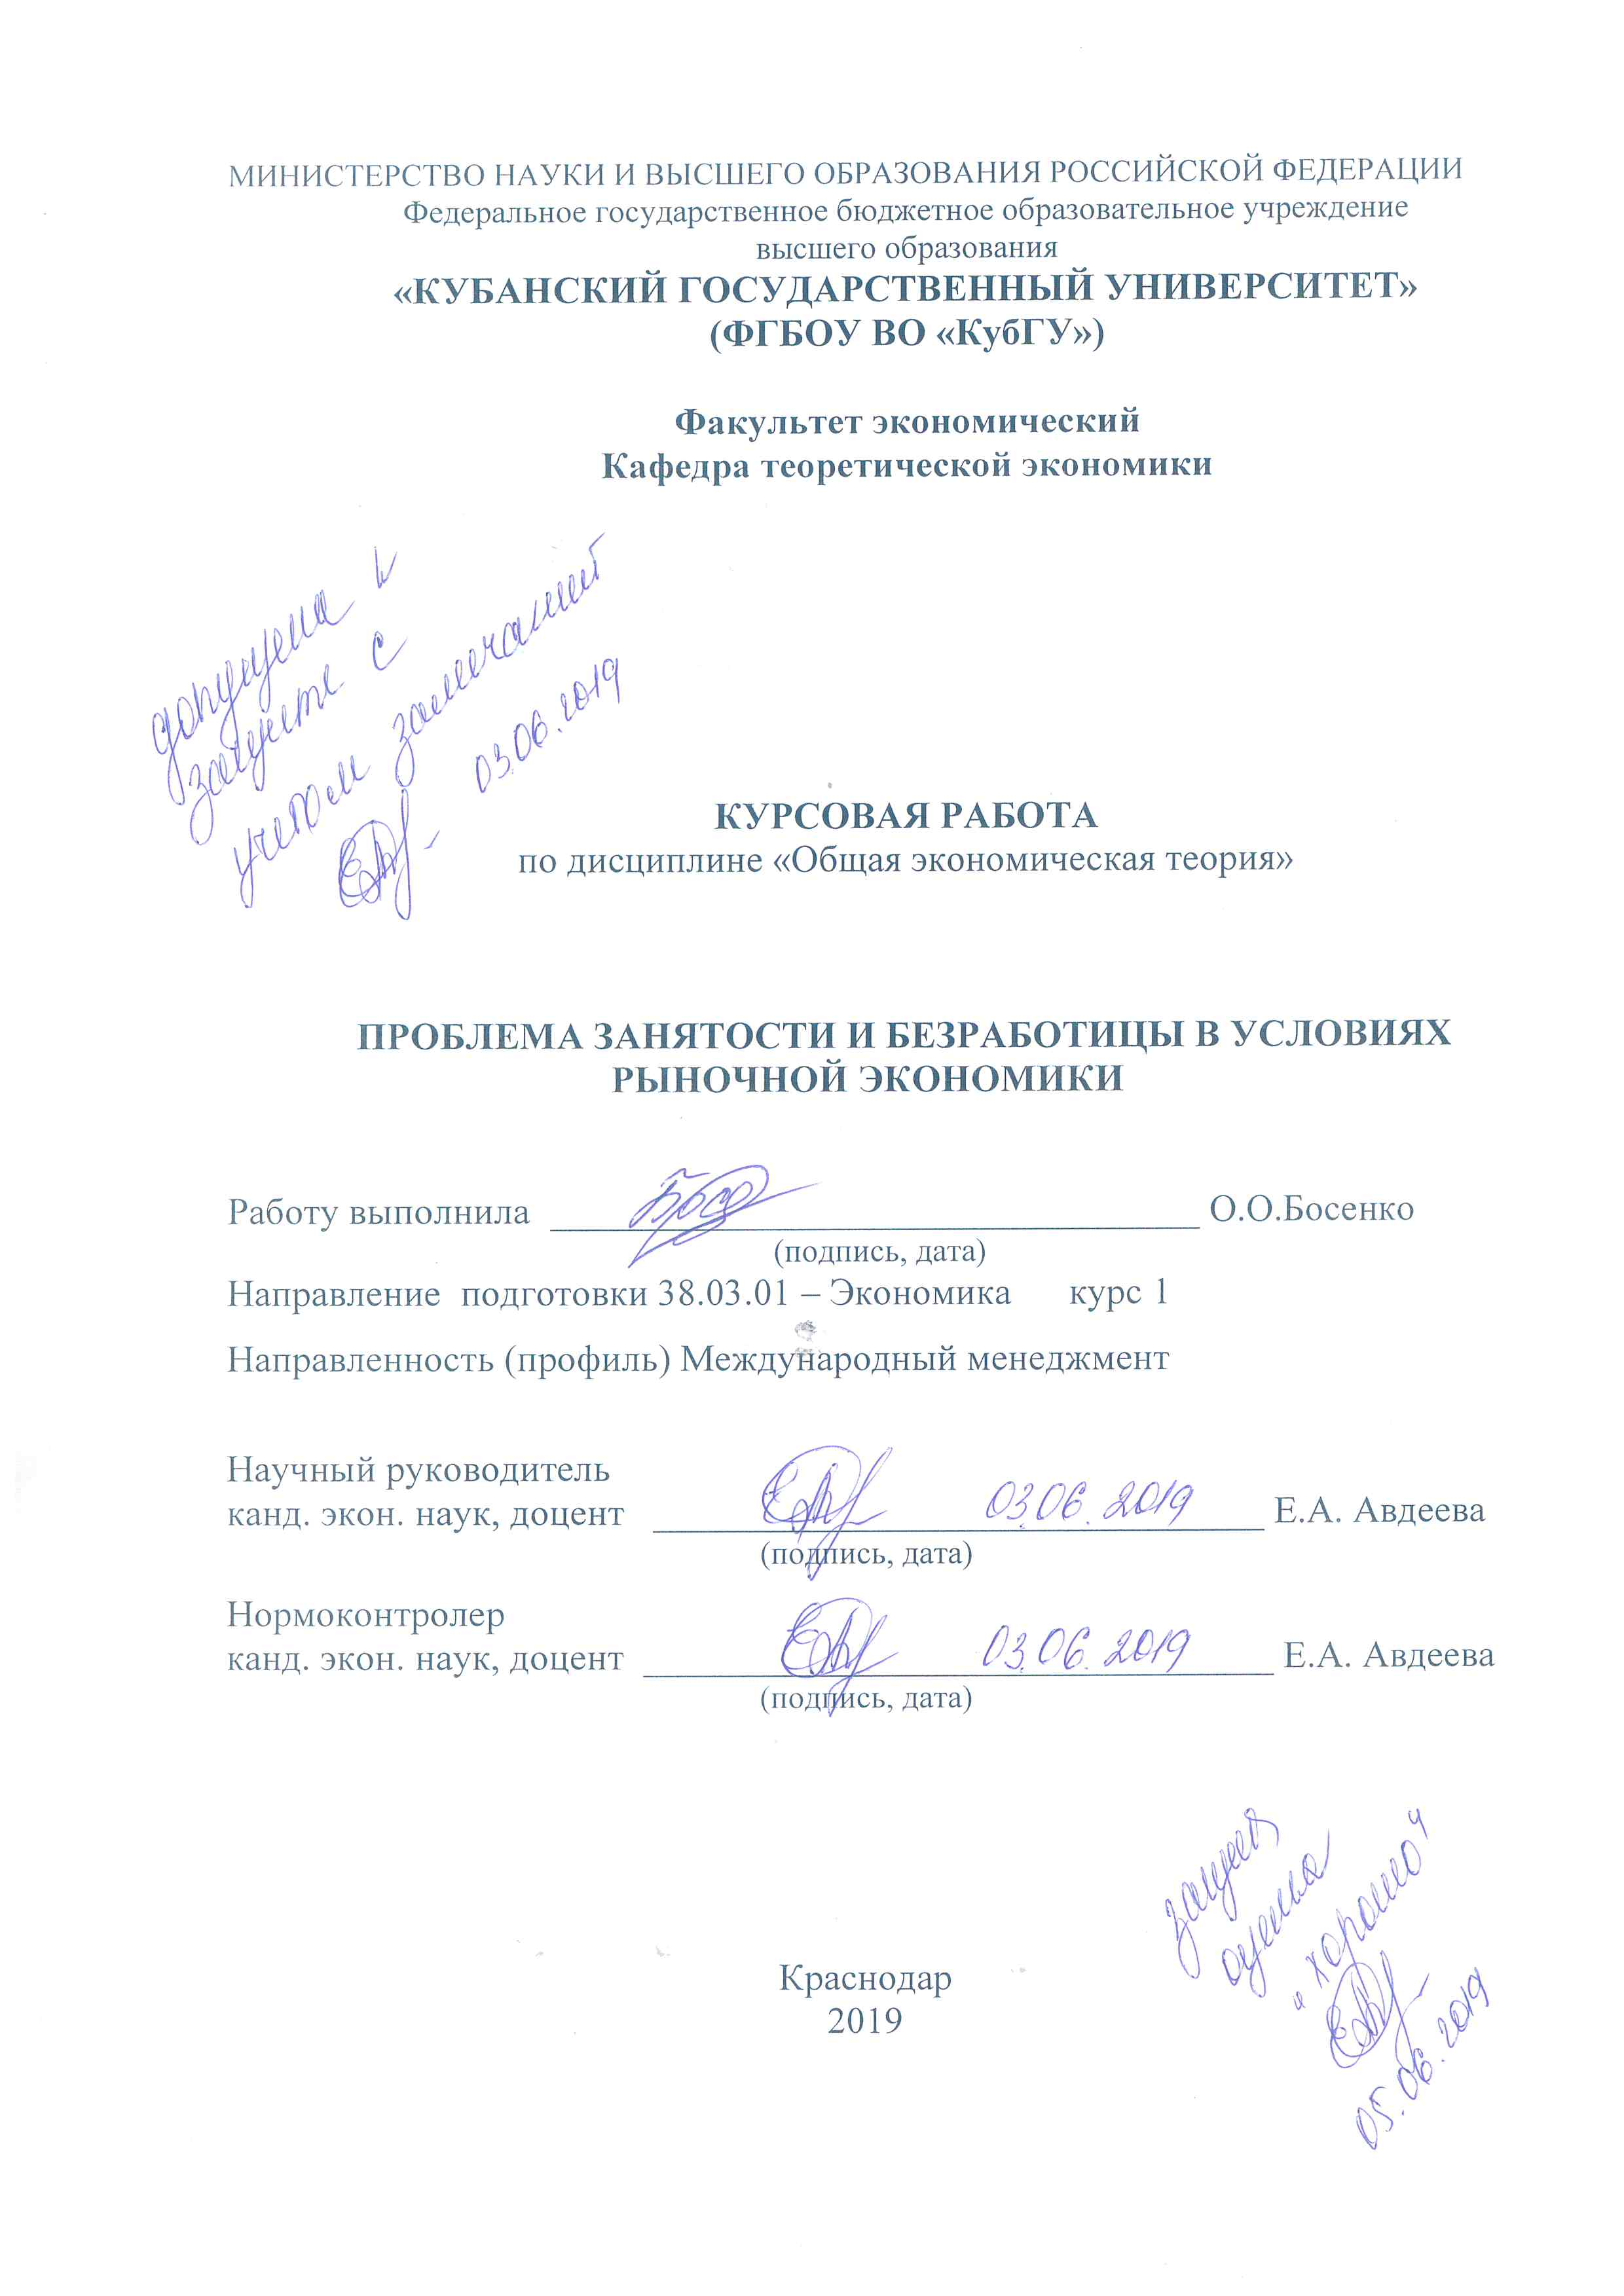 МИНИСТЕРСТВО НАУКИ И ВЫСШЕГО ОБРАЗОВАНИЯ РОССИЙСКОЙ ФЕДЕРАЦИИ
Федеральное государственное бюджетное образовательное учреждение
высшего образования
«КУБАНСКИЙ ГОСУДАРСТВЕННЫЙ УНИВЕРСИТЕТ»
(ФГБОУ ВО «КубГУ»)
Факультет экономический
Кафедра теоретической экономики
допущена к
защите с
учетом замечаний
03.06.2019
КУРСОВАЯ РАБОТА
по дисциплине «Общая экономическая теория»
ПРОБЛЕМА ЗАНЯТОСТИ И БЕЗРАБОТИЦЫ В УСЛОВИЯХ
РЫНОЧНОЙ ЭКОНОМИКИ
Работу выполнила О.О.Босенко
(подпись, дата)
Направление подготовки 38.03.01 – Экономика курс 1
Направленность (профиль) Международный менеджмент
Научный руководитель
канд. экон. наук, доцент 03.06.2019 Е.А. Авдеева
(подпись, дата)
Нормоконтролер
канд. экон. наук, доцент 03.06.2019 Е.А. Авдеева
(подпись, дата)
оценка
"хорошо"
05.06.2019
Краснодар
2019